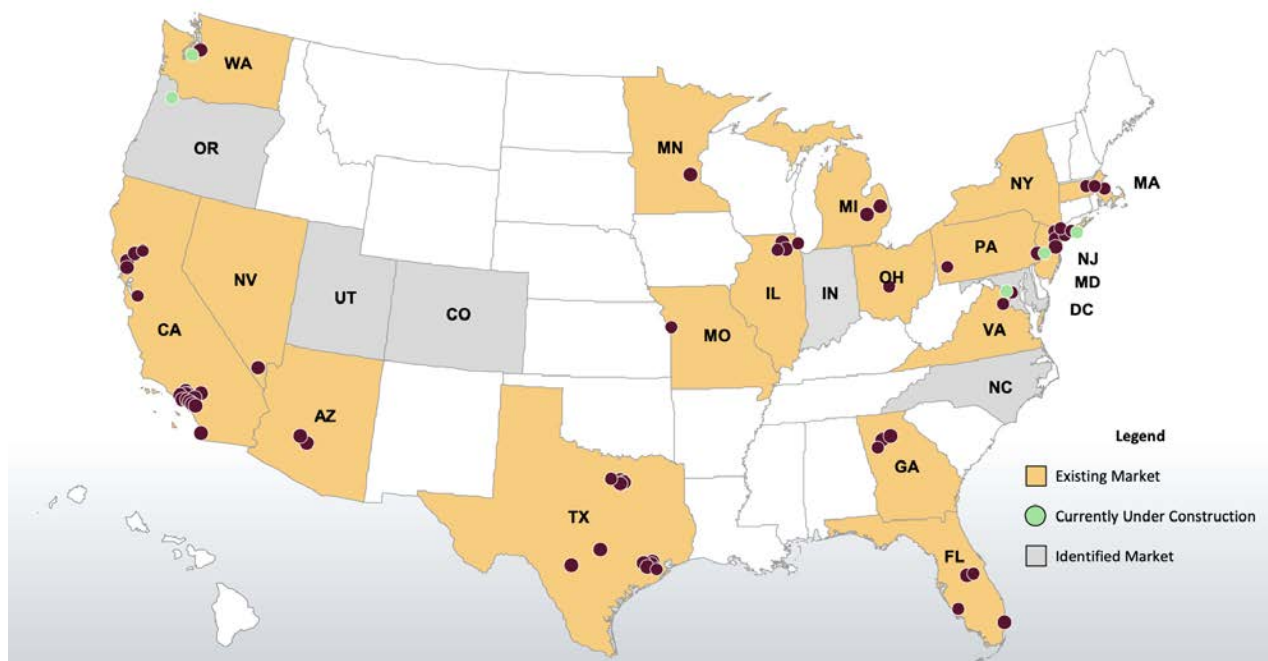 WA
OR
MN
NY
MA
MI
PA
NJ
OH
MD
NV
UT
IL
IN
DC
CO
CA
MO
VA
NC
AZ
Legend
GA
Existing Market
TX
Currently Under Construction
FL
Identified Market